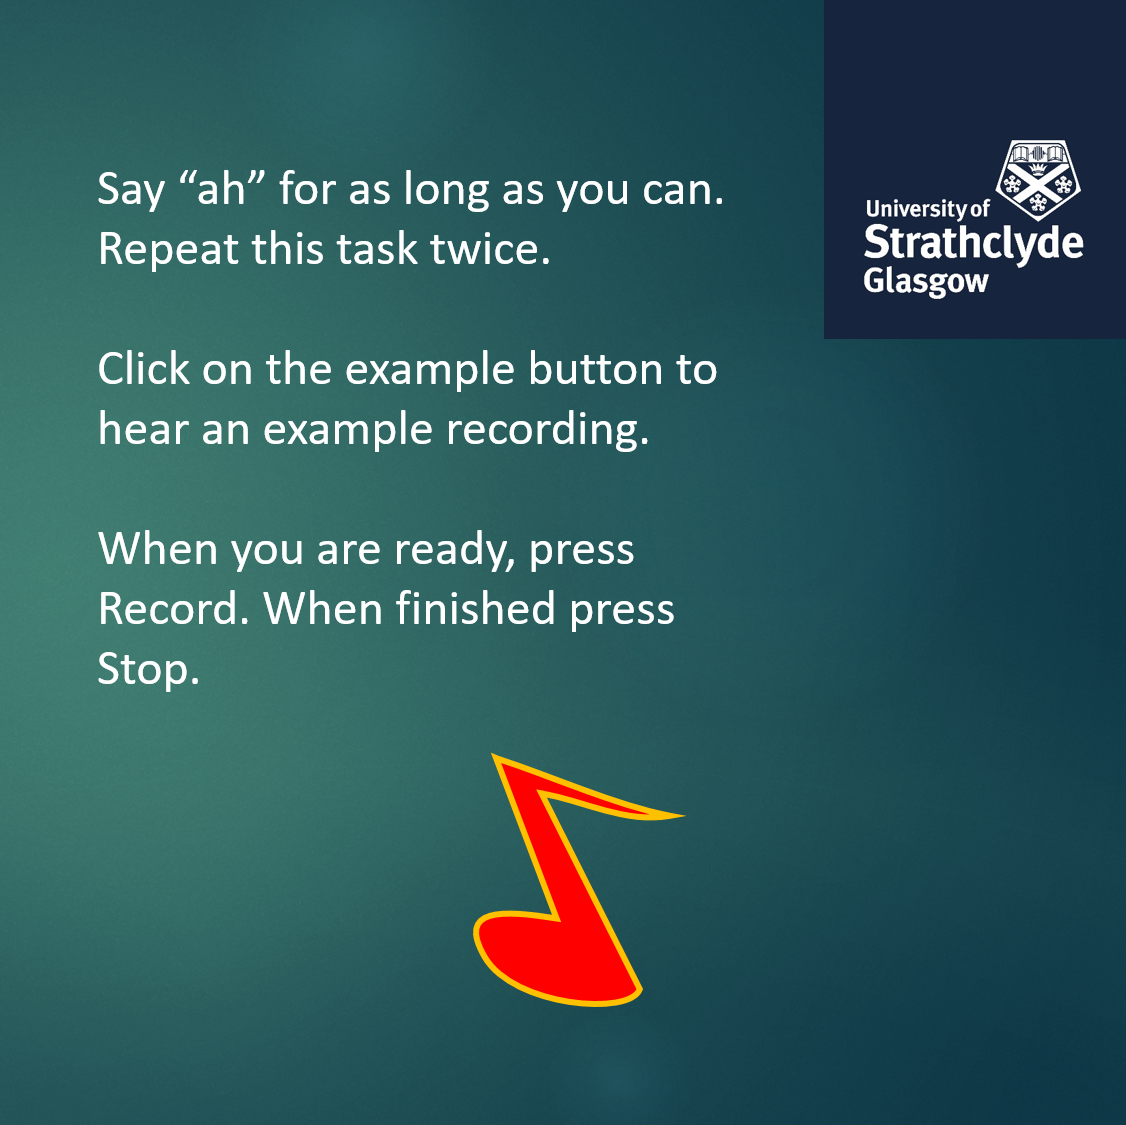 Say “ah” for as long as you can.
Repeat this task twice.
Click on the example button to
hear an example recording.
When you are ready, press
Record. When finished press
Stop.
University of
Strathclyde
Glasgow